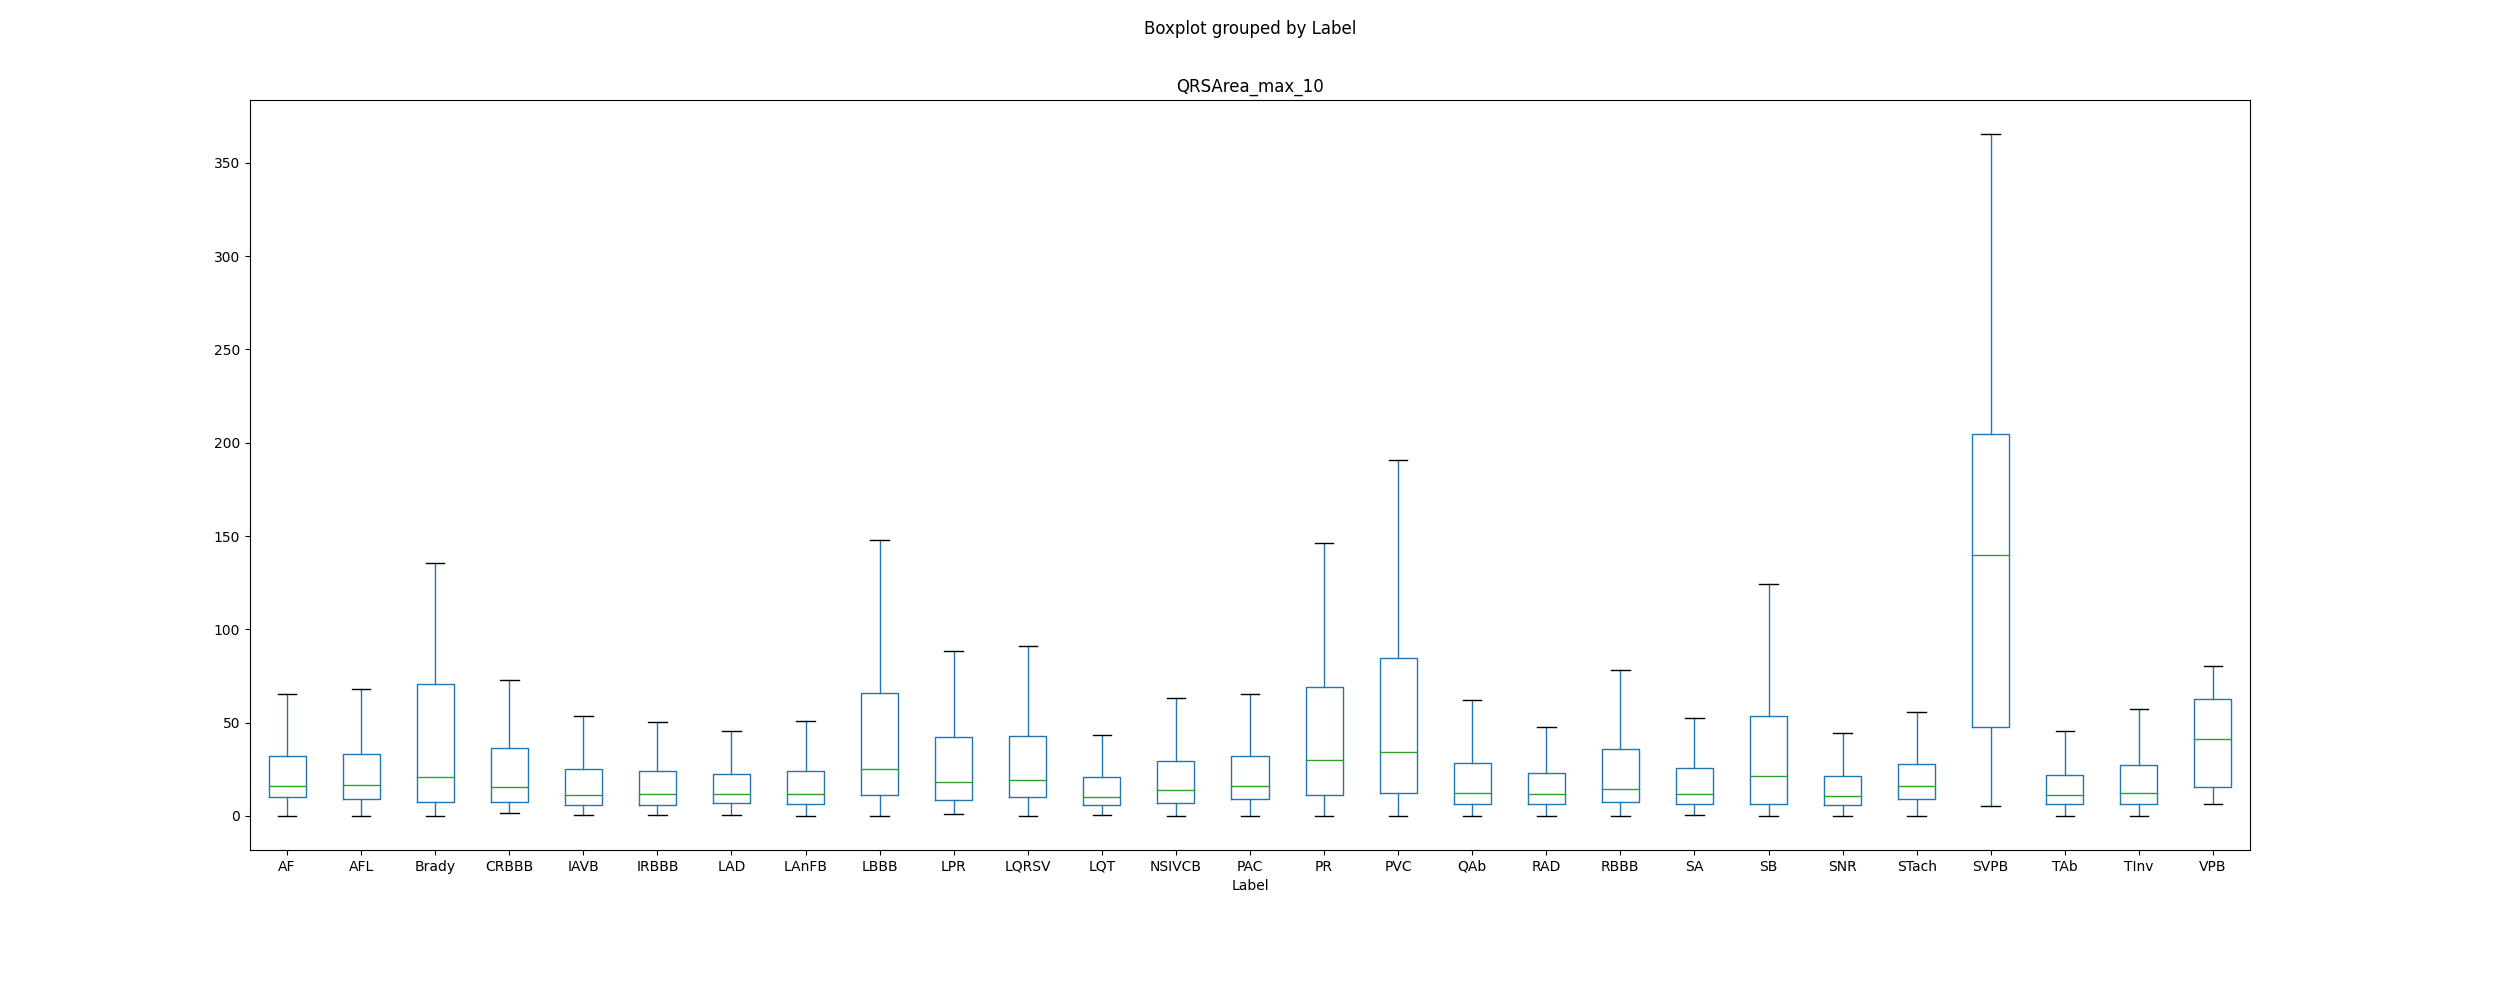 Boxplot grouped by Label
QRSArea_max_10
350
300
250
200
150
100
50
0
AF AFL Brady CRBBB IAVB IRBBB LAD LAnFB LBBB LPR LQRSV LQT NSIVCB PAC PR PVC QAb RAD RBBB SA SB SNR STach SVPB TAb TInv VPB
Label